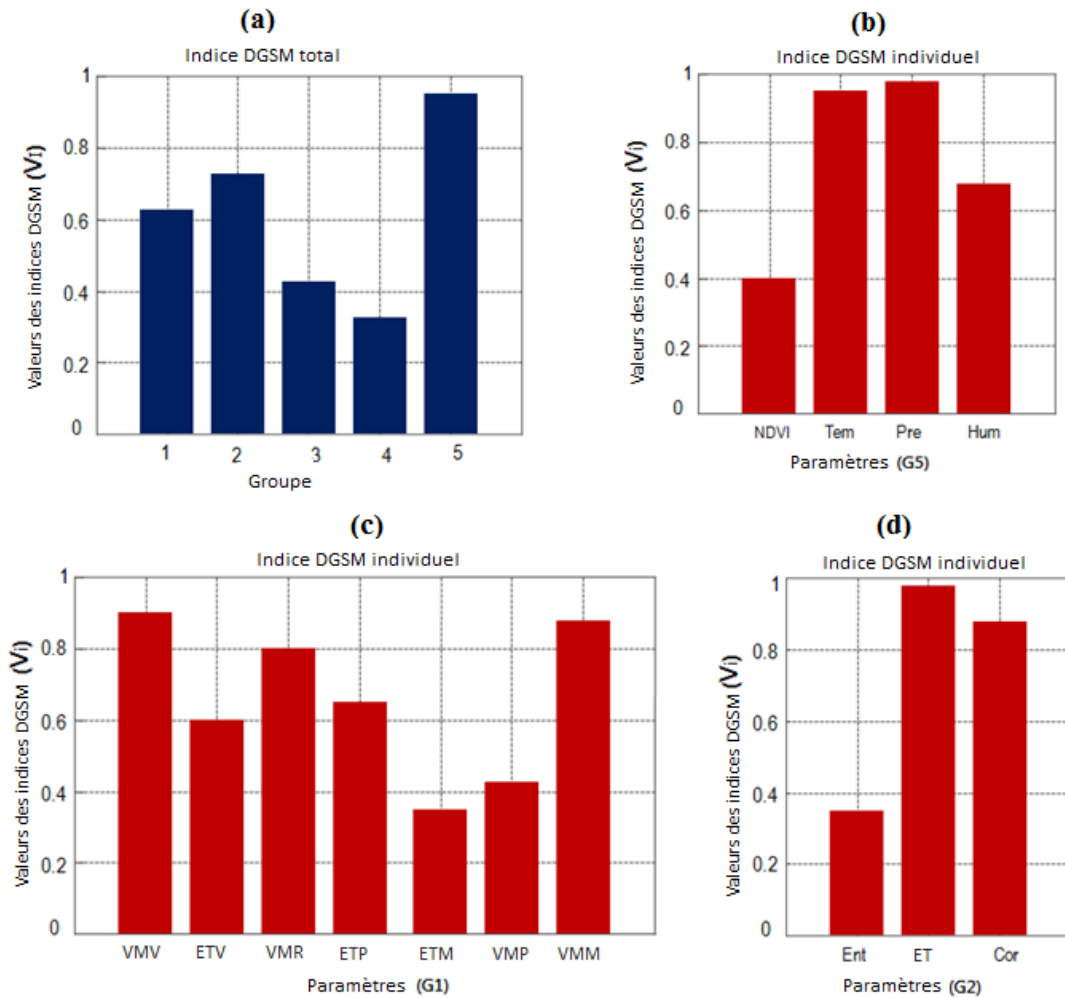 (a)
Indice DGSM total
Valeurs des indices DGSM (VI)
1
0.8
0.6
0.4
0.2
0
1 2 3 4 5
Groupe
(b)
Indice DGSM individuel
Valeurs des indices DGSM (Vi)
1
0.8
0.6
0.4
0.2
0
NDVI Tem Pre Hum
Paramètres (G5)
(c)
Indice DGSM individuel
Valeurs des indices DGSM (Vi)
1
0.8
0.6
0.4
0.2
VMV ETV VMR ETP ETM VMP VMM
Paramètres (G1)
(d)
Indice DGSM individuel
Valeurs des indices DGSM (Vi)
1
0.8
0.6
0.4
0.2
0
Ent ET Cor
Paramètres (G2)